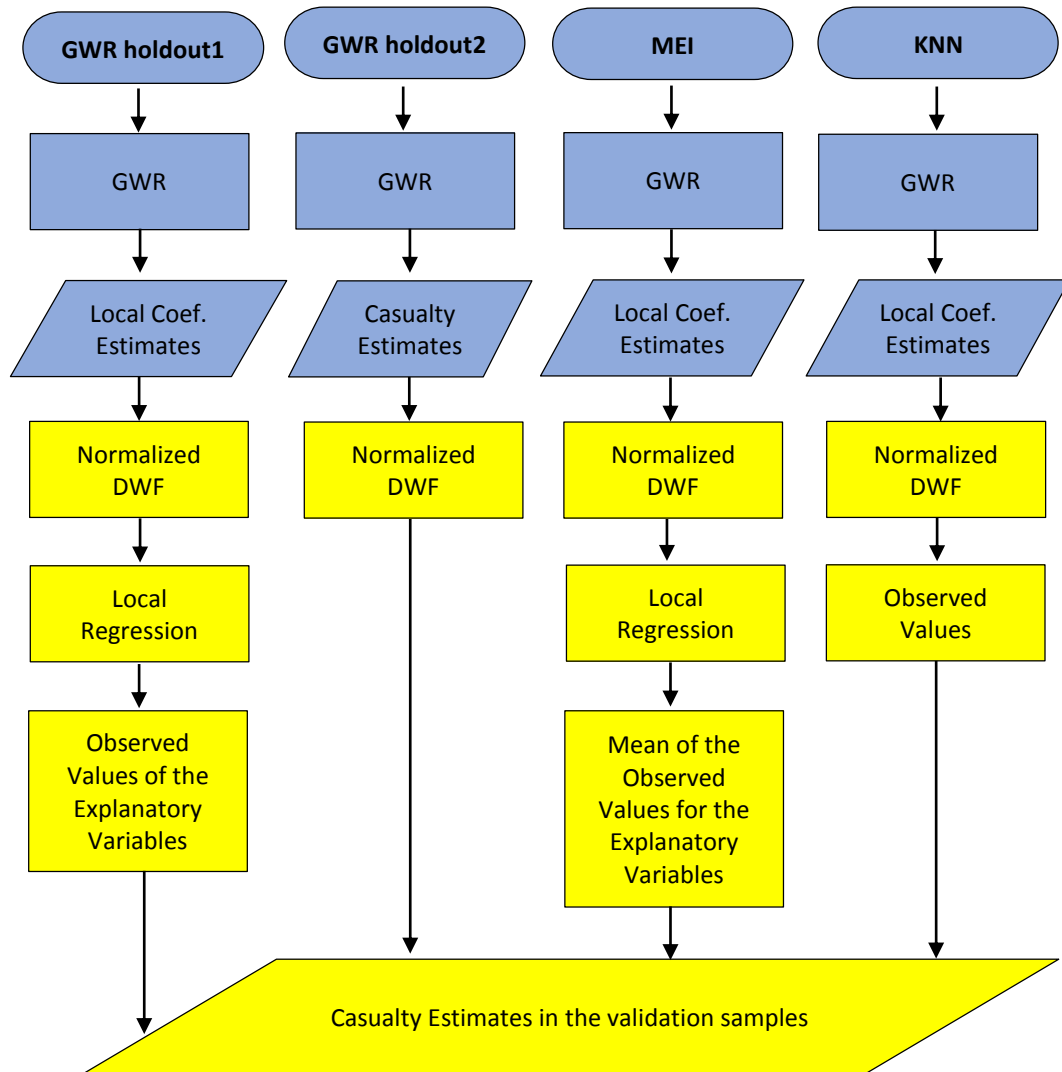 GWR holdout1
GWR holdout2
MEI
KNN
GWR
GWR
GWR
GWR
Local Coef.
Estimates
Casualty
Estimates
Local Coef.
Estimates
Local Coef.
Estimates
Normalized
DWF
Normalized
DWF
Normalized
DWF
Normalized
DWF
Local
Regression
Local
Regression
Observed
Values
Observed
Values of the
Explanatory
Variables
Mean of the
Observed
Values for the
Explanatory
Variables
Casualty Estimates in the validation samples